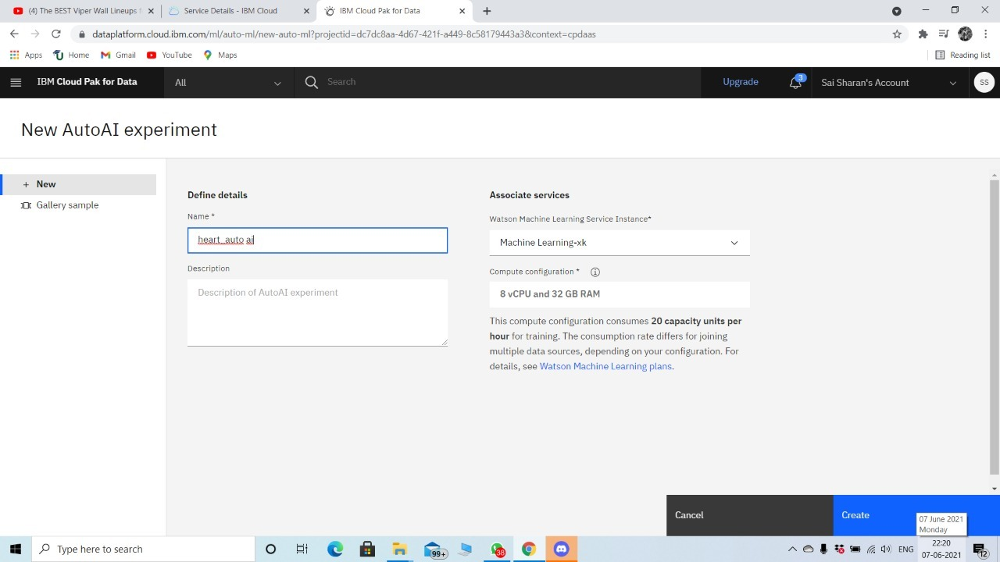 (4) The BEST Viper Wall Lineups f
Service Details - IBM Cloud
IBM Cloud Pak for Data
dataplatform.cloud.ibm.com/ml/auto-ml/new-auto-ml?projectid=dc7dc8aa-4d67-421f-a449-8c58179443a3&context=cpdaas
Apps
Home
Gmail
YouTube
Maps
Reading list
IBM Cloud Pak for Data
All
Search
Upgrade
3
Sai Sharan's Account
SS
New AutoAI experiment
+ New
Gallery sample
Define details
Name *
heart_auto ai
Description
Description of AutoAI experiment
Associate services
Watson Machine Learning Service Instance*
Machine Learning-xk
Compute configuration *
8 vCPU and 32 GB RAM
This compute configuration consumes 20 capacity units per
hour for training. The consumption rate differs for joining
multiple data sources, depending on your configuration. For
details, see Watson Machine Learning plans.
Cancel
Create
07 June 2021
Monday
Type here to search
99+
38
ENG
22:20
07-06-2021
12